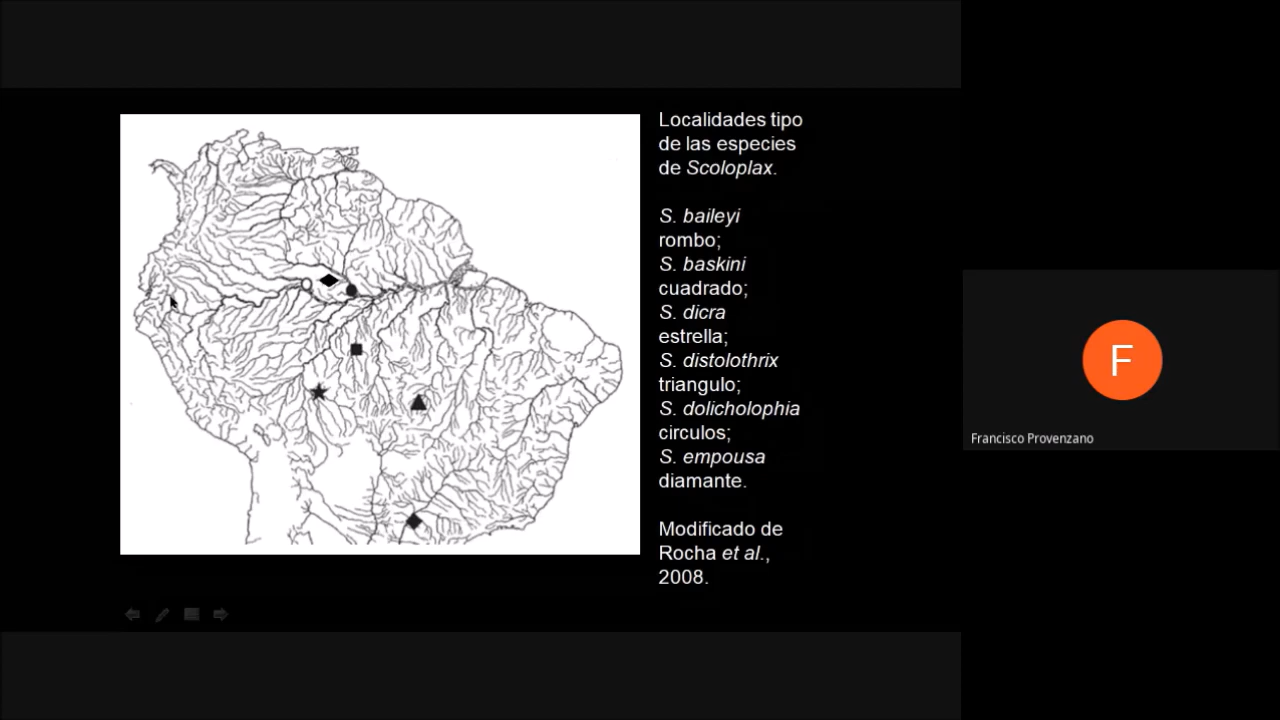 Localidades tipo
de las especies
de Scoloplax.
S. baileyi
rombo;
S. baskini
cuadrado;
S. dicra
estrella;
S. distolothrix
triangulo;
S. dolicholophia
circulos;
S. empousa
diamante.
Modificado de
Rocha et al.,
2008.
F
Francisco Provenzano